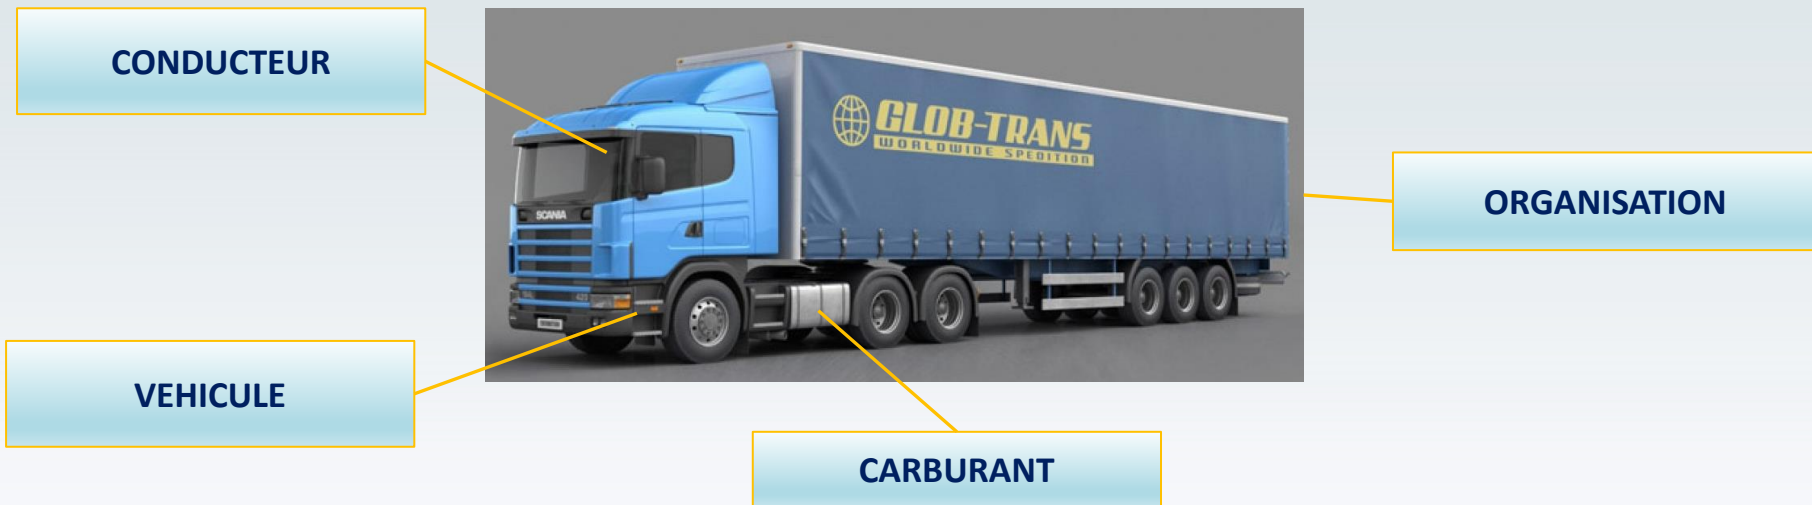 CONDUCTEUR
GLOB-TRANS
WORLDWIDE SPEDITION
SCANIA
ORGANISATION
VEHICULE
CARBURANT